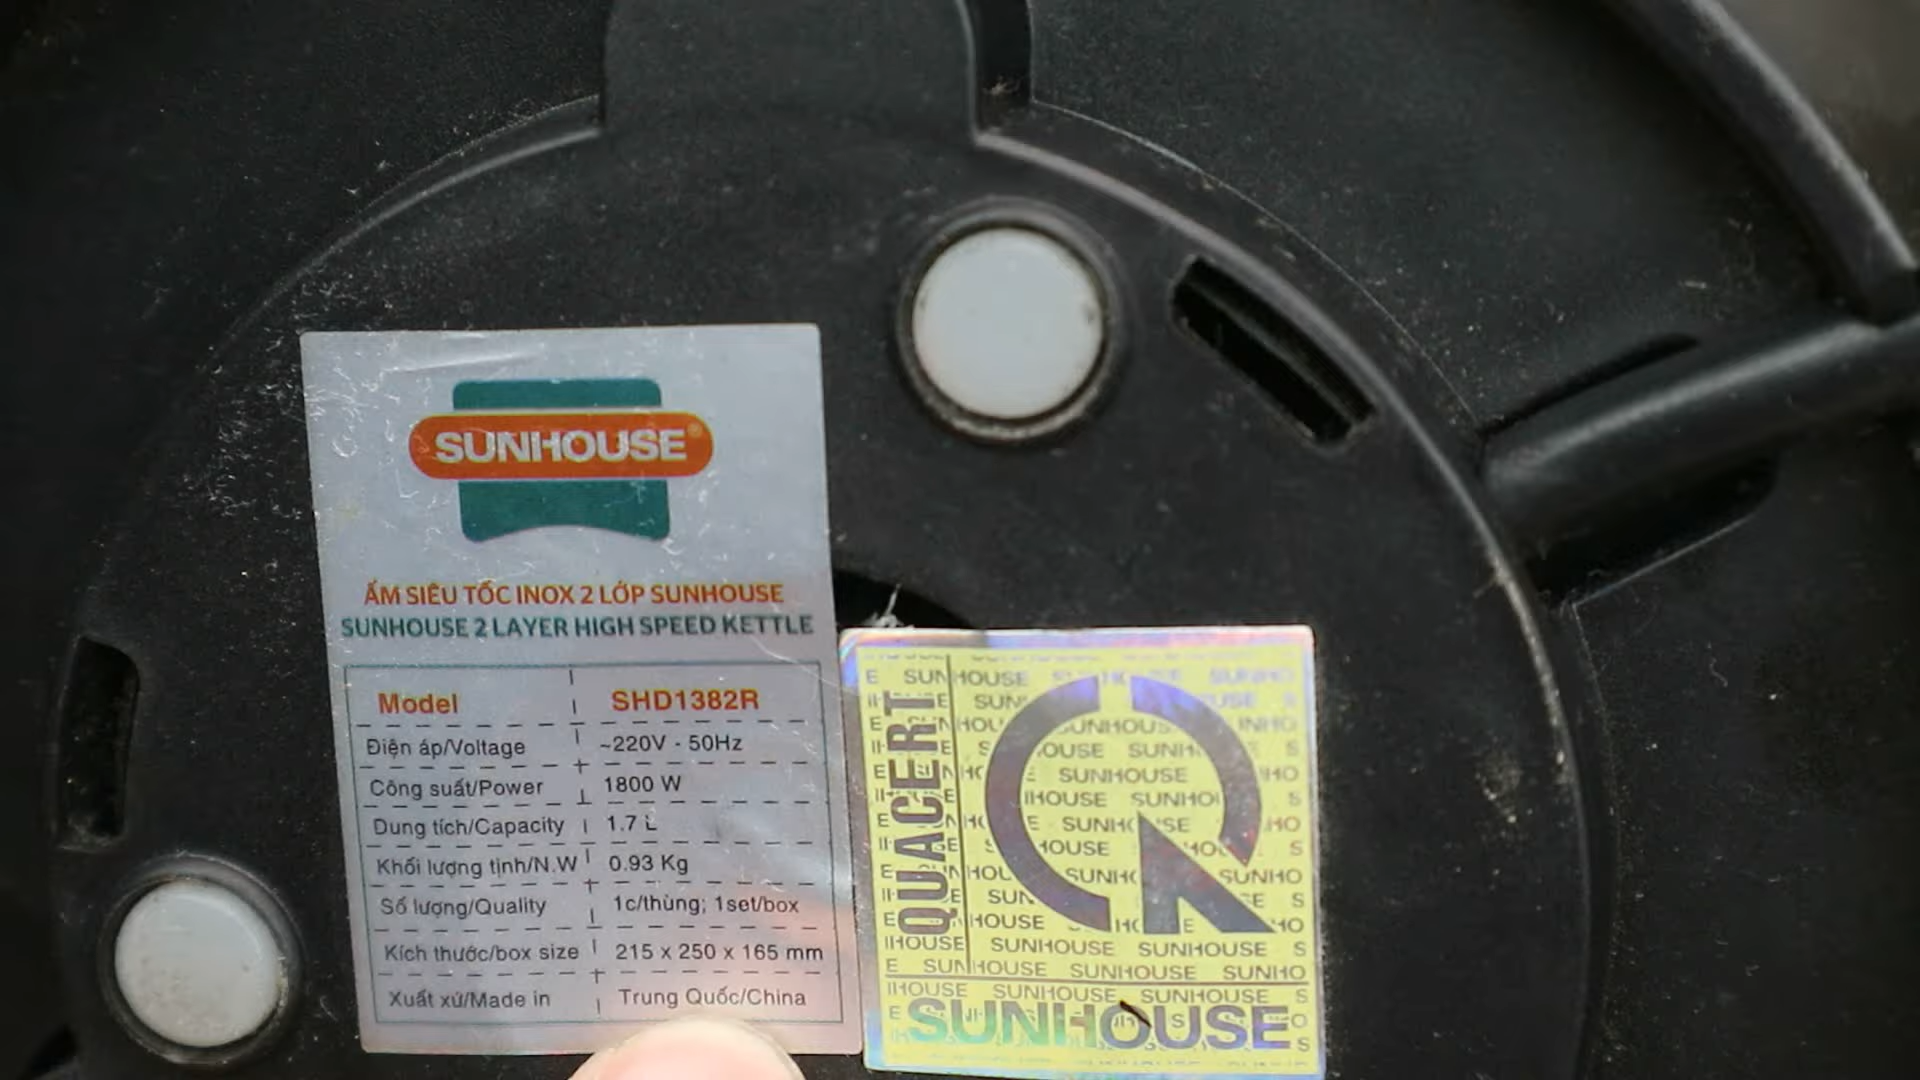 SUNHOUSE®
ẤM SIÊU TỐC INOX 2 LỚP SUNHOUSE
SUNHOUSE 2 LAYER HIGH SPEED KETTLE
Model SHD1382R
Điện áp/Voltage ~220V - 50Hz
Công suất/Power 1800 W
Dung tích/Capacity 1.7 L
Khối lượng tịnh/N.W 0.93 Kg
Số lượng/Quality 1c/thùng; 1set/box
Kích thước/box size 215 x 250 x 165 mm
Xuất xứ/Made in Trung Quốc/China
QUACERT
SUNHOUSE